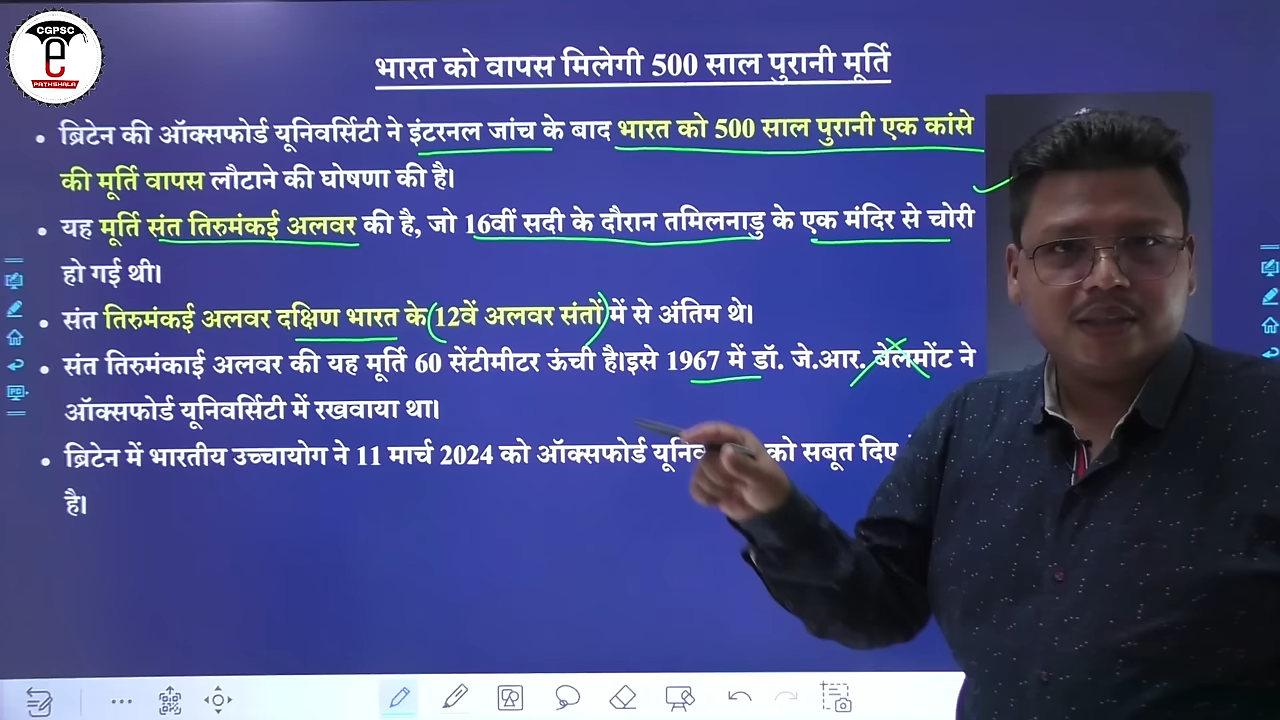 CGPSC
e
PATHSHALA
भारत को वापस मिलेगी 500 साल पुरानी मूर्ति
• ब्रिटेन की ऑक्सफोर्ड यूनिवर्सिटी ने इंटरनल जांच के बाद भारत को 500 साल पुरानी एक कांसे
की मूर्ति वापस लौटाने की घोषणा की है।
• यह मूर्ति संत तिरुमंकई अलवर की है, जो 16वीं सदी के दौरान तमिलनाडु के एक मंदिर से चोरी
हो गई थी।
• संत तिरुमंकई अलवर दक्षिण भारत के 12वें अलवर संतों में से अंतिम थे।
• संत तिरुमंकाई अलवर की यह मूर्ति 60 सेंटीमीटर ऊंची है।इसे 1967 में डॉ. जे.आर. बेलमोंट ने
ऑक्सफोर्ड यूनिवर्सिटी में रखवाया था।
• ब्रिटेन में भारतीय उच्चायोग ने 11 मार्च 2024 को ऑक्सफोर्ड को सबूत दिए
है।